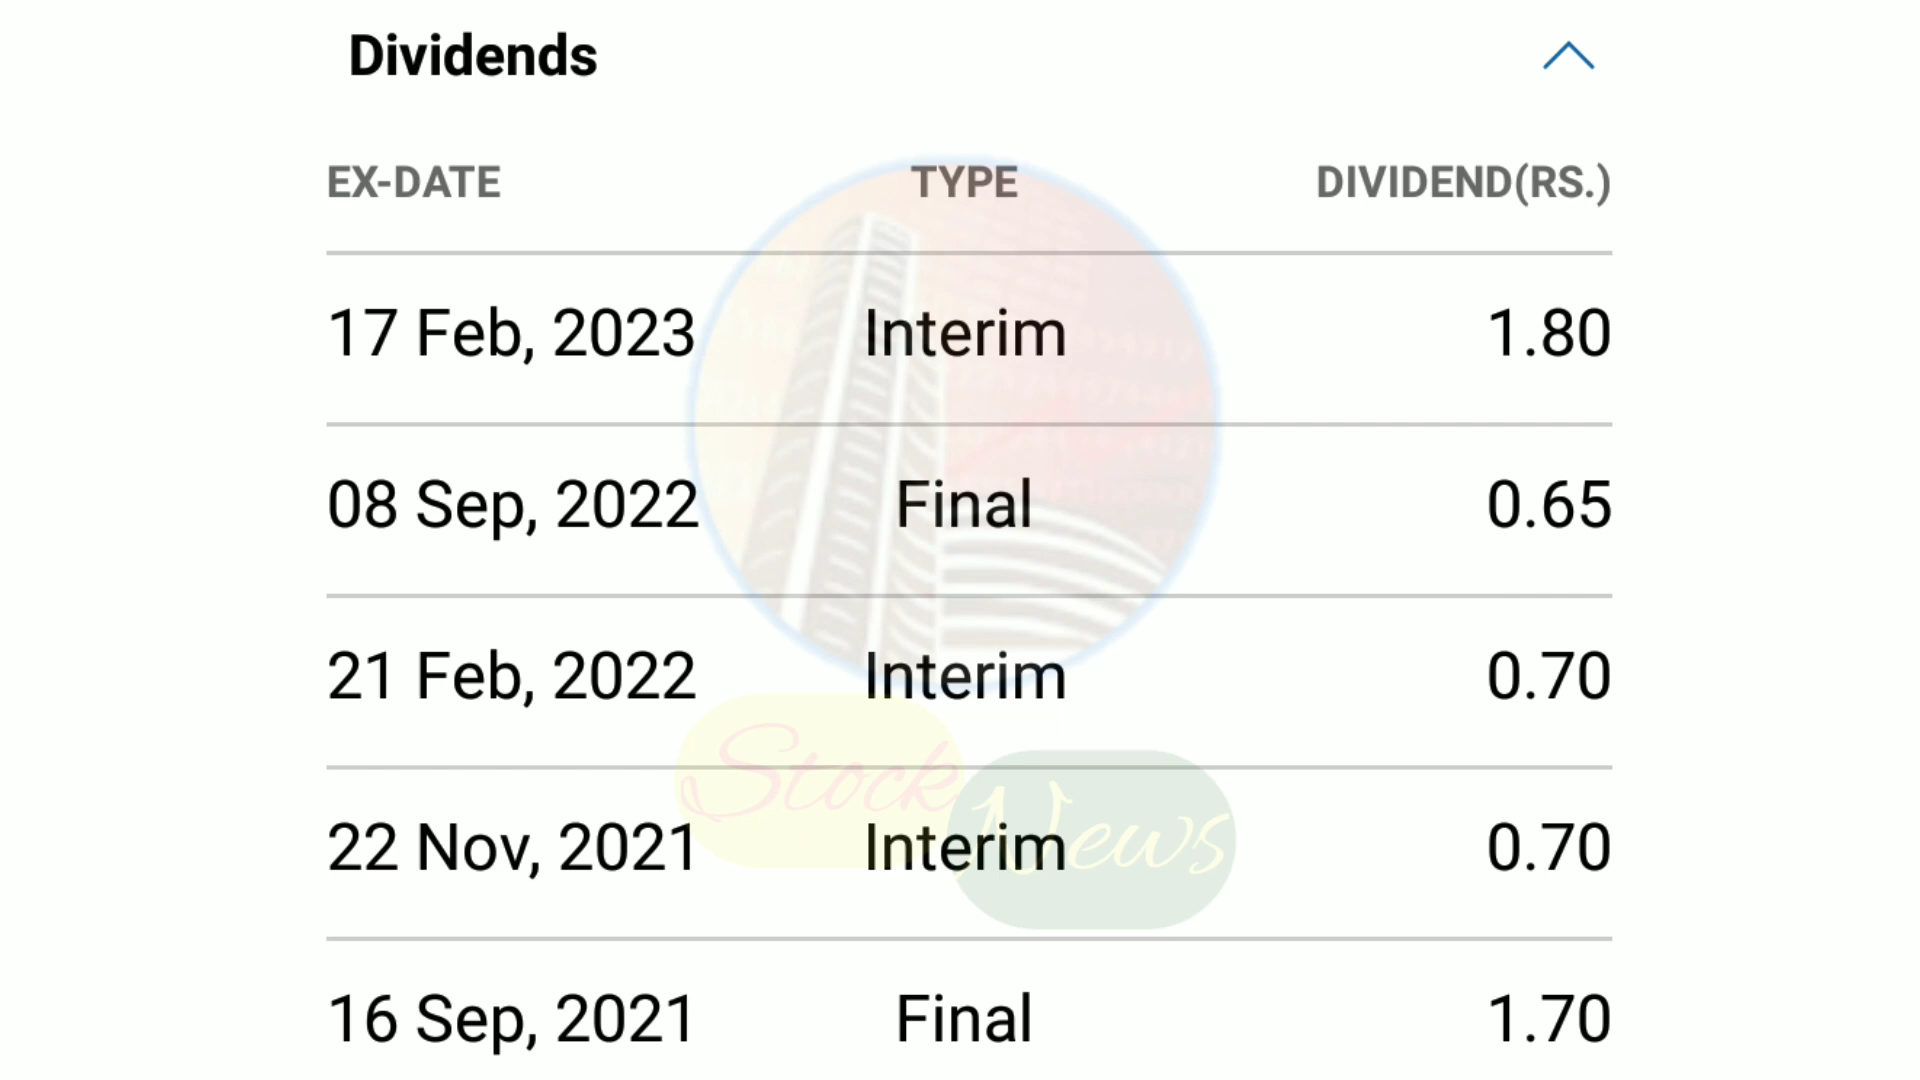 Dividends
EX-DATE TYPE DIVIDEND(RS.)
17 Feb, 2023 Interim 1.80
08 Sep, 2022 Final 0.65
21 Feb, 2022 Interim 0.70
Stock
News
22 Nov, 2021 Interim 0.70
16 Sep, 2021 Final 1.70